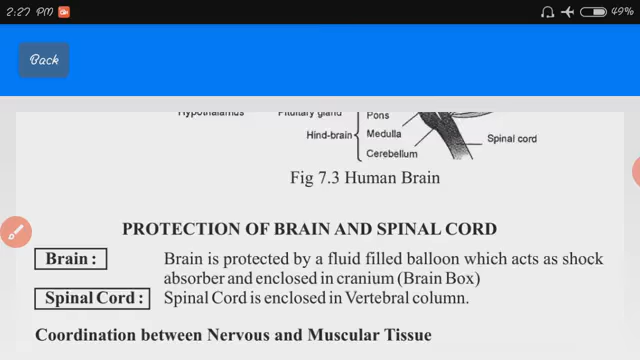 2:27 PM
49%
Back
Hypothalamus Pituitary gland Pons
Hind-brain Medulla Spinal cord
Cerebellum
Fig 7.3 Human Brain
PROTECTION OF BRAIN AND SPINAL CORD
Brain : Brain is protected by a fluid filled balloon which acts as shock
absorber and enclosed in cranium (Brain Box)
Spinal Cord : Spinal Cord is enclosed in Vertebral column.
Coordination between Nervous and Muscular Tissue